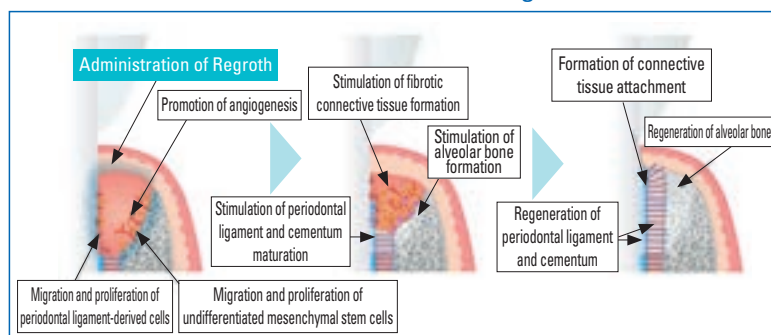 Administration of Regroth
Promotion of angiogenesis
Migration and proliferation of
periodontal ligament-derived cells
Migration and proliferation of
undifferentiated mesenchymal stem cells
Stimulation of fibrotic
connective tissue formation
Stimulation of
alveolar bone
formation
Stimulation of periodontal
ligament and cementum
maturation
Formation of connective
tissue attachment
Regeneration of alveolar bone
Regeneration of
periodontal ligament
and cementum